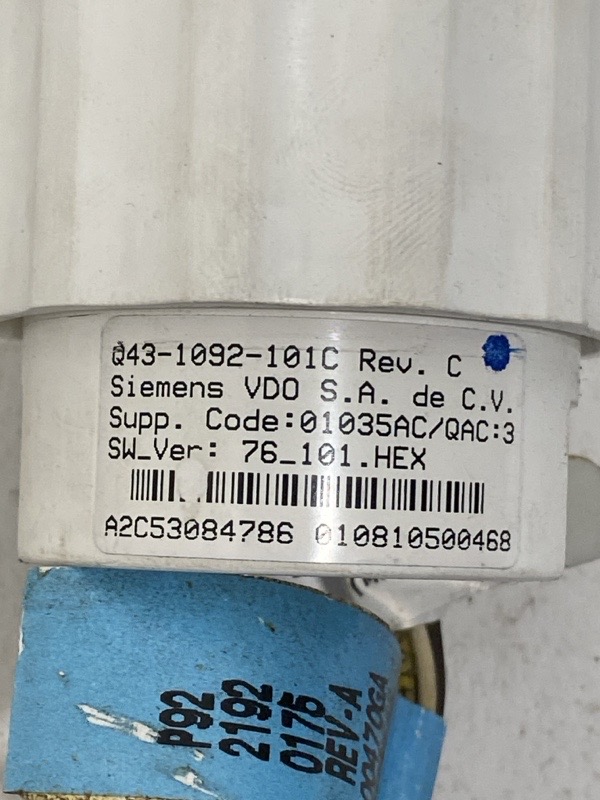 Q43-1092-101C Rev. C
Siemens VDO S.A. de C.V.
Supp. Code:01035AC/QAC:3
SW_Ver: 76_101.HEX
A2C53084786 010810500468
P92
2192
0175
REV-A